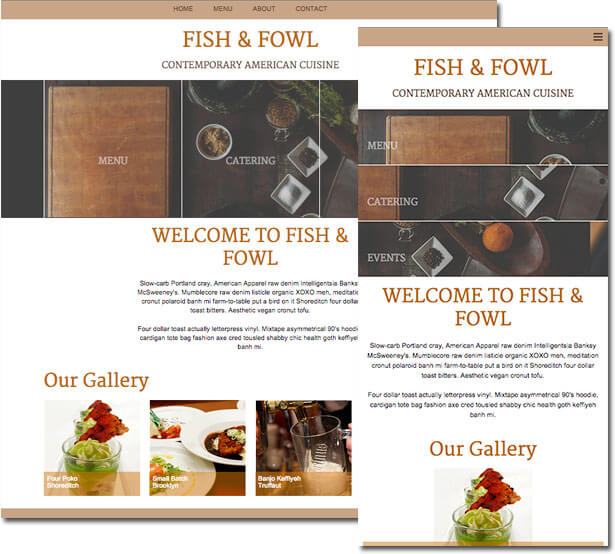 HOME MENU ABOUT CONTACT
FISH & FOWL
CONTEMPORARY AMERICAN CUISINE
MENU
CATERING
WELCOME TO FISH &
FOWL
Slow-carb Portland cray, American Apparel raw denim Intelligentsia Banksy
McSweeney's. Mumblecore raw denim listicle organic XOXO meh, meditatio
cronut polaroid banh mi farm-to-table put a bird on it Shoreditch four dollar
toast bitters. Aesthetic vegan cronut tofu.
Four dollar toast actually letterpress vinyl. Mixtape asymmetrical 90's hoodi
cardigan tote bag fashion axe cred tousled shabby chic health goth keffiyeh
banh mi.
Our Gallery
Four Poko
Shoreditch
Small Batch
Brooklyn
Banjo Keffiyeh
Truffaut
FISH & FOWL
CONTEMPORARY AMERICAN CUISINE
MENU
CATERING
EVENTS
WELCOME TO FISH &
FOWL
Slow-carb Portland cray, American Apparel raw denim Intelligentsia Banksy
McSweeney's. Mumblecore raw denim listicle organic XOXO meh, meditation
cronut polaroid banh mi farm-to-table put a bird on it Shoreditch four dollar
toast bitters. Aesthetic vegan cronut tofu.
Four dollar toast actually letterpress vinyl. Mixtape asymmetrical 90's hoodie,
cardigan tote bag fashion axe cred tousled shabby chic health goth keffiyeh
banh mi.
Our Gallery